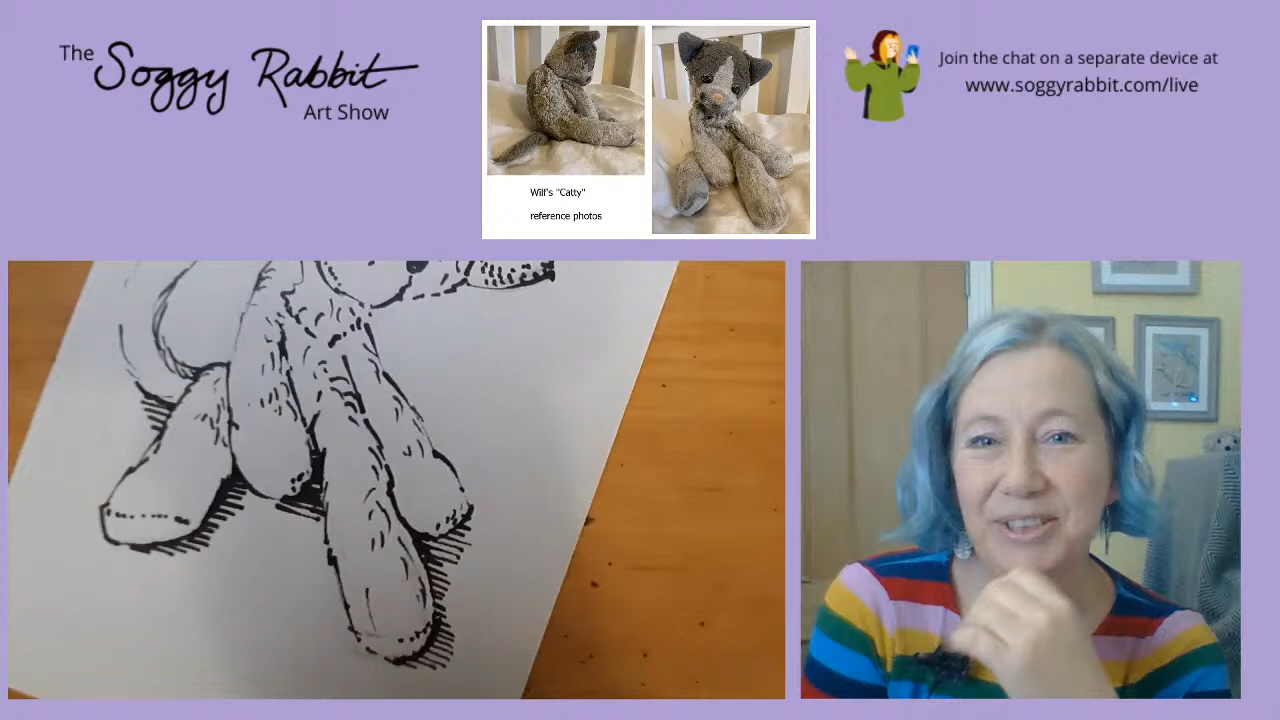 The
Soggy Rabbit
Art Show
Wilf's "Catty"
reference photos
Join the chat on a separate device at
www.soggyrabbit.com/live